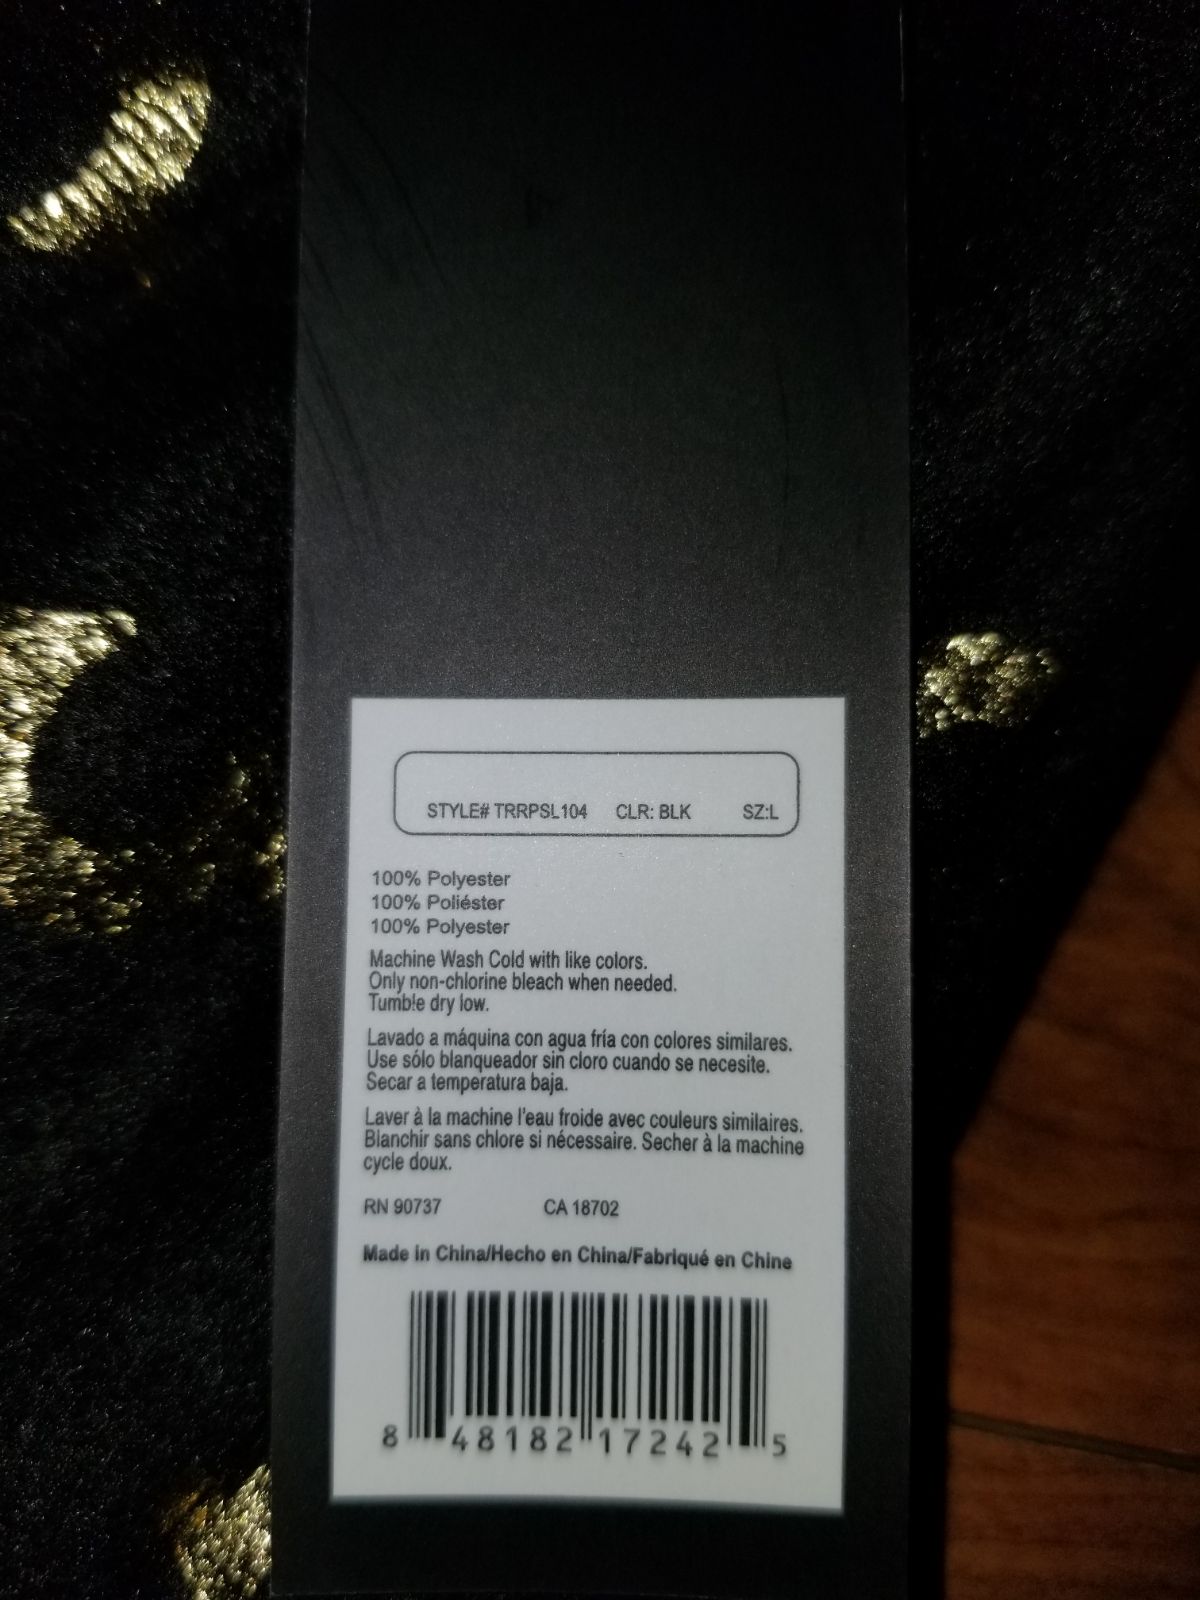 STYLE# TRRPSL104 CLR: BLK SZ:L
100% Polyester
100% Poliéster
100% Polyester
Machine Wash Cold with like colors.
Only non-chlorine bleach when needed.
Tumble dry low.
Lavado a máquina con agua fría con colores similares.
Use sólo blanqueador sin cloro cuando se necesite.
Secar a temperatura baja.
Laver à la machine l'eau froide avec couleurs similaires.
Blanchir sans chlore si nécessaire. Secher à la machine
cycle doux.
RN 90737 CA 18702
Made in China/Hecho en China/Fabriqué en Chine
8 48182 17242 5